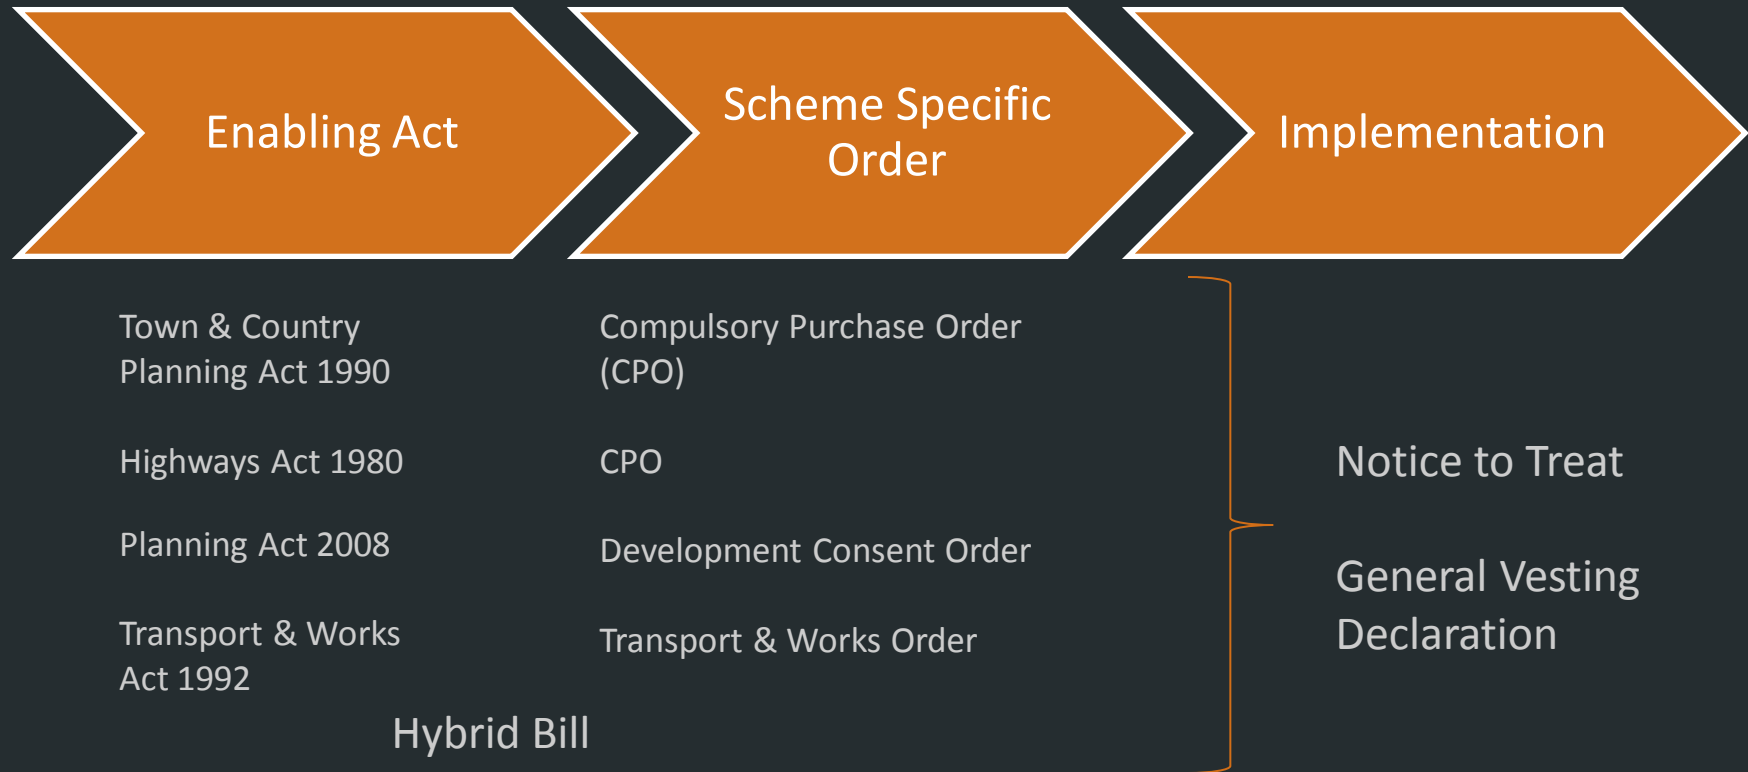 Enabling Act
Scheme Specific
Order
Implementation
Town & Country
Planning Act 1990
Compulsory Purchase Order
(CPO)
Highways Act 1980
CPO
Planning Act 2008
Development Consent Order
Transport & Works
Act 1992
Transport & Works Order
Hybrid Bill
Notice to Treat
General Vesting
Declaration